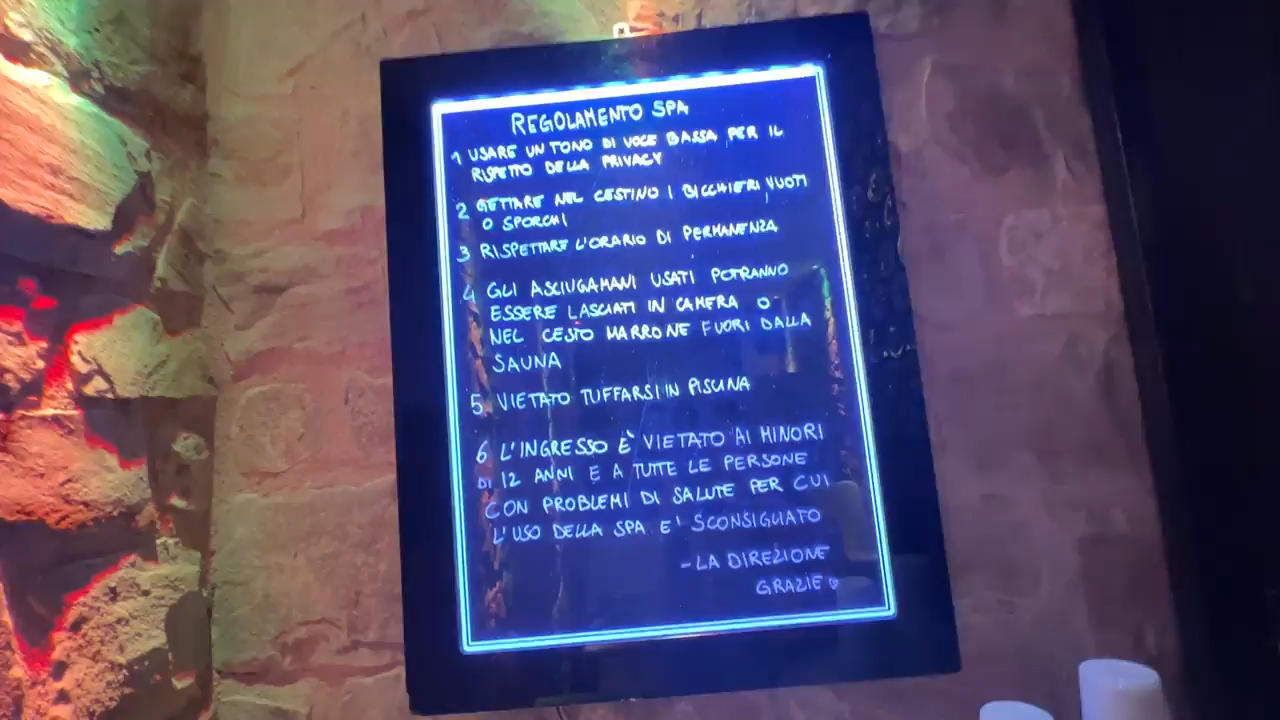 REGOLAMENTO SPA
1 USARE UN TONO DI VOCE BASSA PER IL
RISPETTO DELLA PRIVACY
2 GETTARE NEL CESTINO I BICCHIERI VUOTI
O SPORCHI
3 RISPETTARE L'ORARIO DI PERMANENZA
4 GLI ASCIUGAMANI USATI POTRANNO
ESSERE LASCIATI IN CAMERA O
NEL CESTO MARRONE FUORI DALLA
SAUNA
5 VIETATO TUFFARSI IN PISCINA
6 L'INGRESSO È VIETATO AI MINORI
DI 12 ANNI E A TUTTE LE PERSONE
CON PROBLEMI DI SALUTE PER CUI
L'USO DELLA SPA E' SCONSIGLIATO
-LA DIREZIONE
GRAZIE